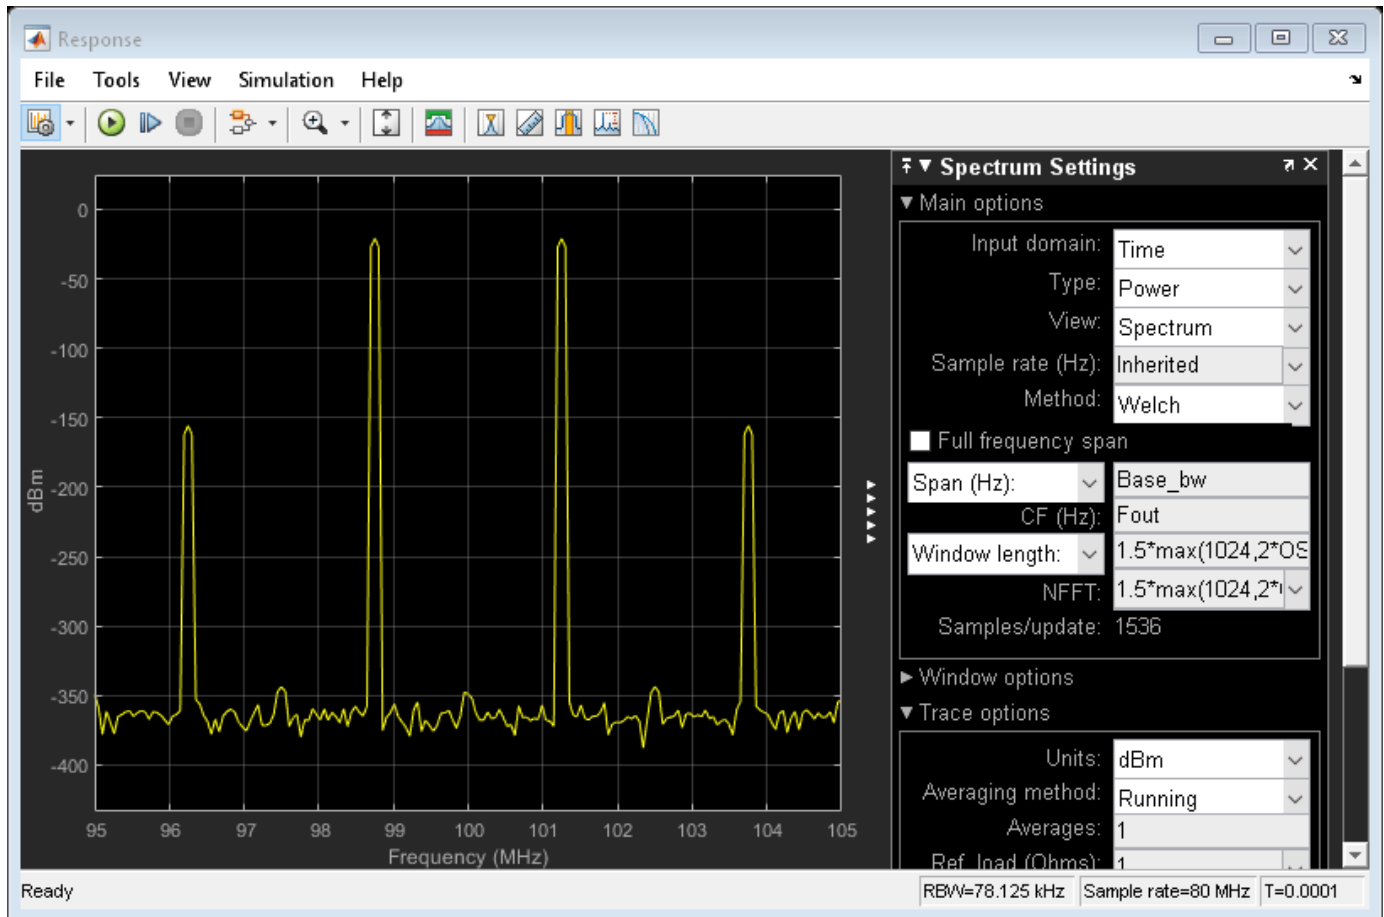 Response
File Tools View Simulation Help
Spectrum Settings
Main options
Input domain: Time
Type: Power
View: Spectrum
Sample rate (Hz): Inherited
Method: Welch
Full frequency span
Span (Hz): Base_bw
CF (Hz): Fout
Window length: 1.5*max(1024,2*OS
NFFT: 1.5*max(1024,2*
Samples/update: 1536
Window options
Trace options
Units: dBm
Averaging method: Running
Averages: 1
Ref. load (Ohms): 1
0
-50
-100
-150
-200
-250
-300
-350
-400
dBm
95 96 97 98 99 100 101 102 103 104 105
Frequency (MHz)
Ready
RBW=78.125 kHz Sample rate=80 MHz T=0.0001